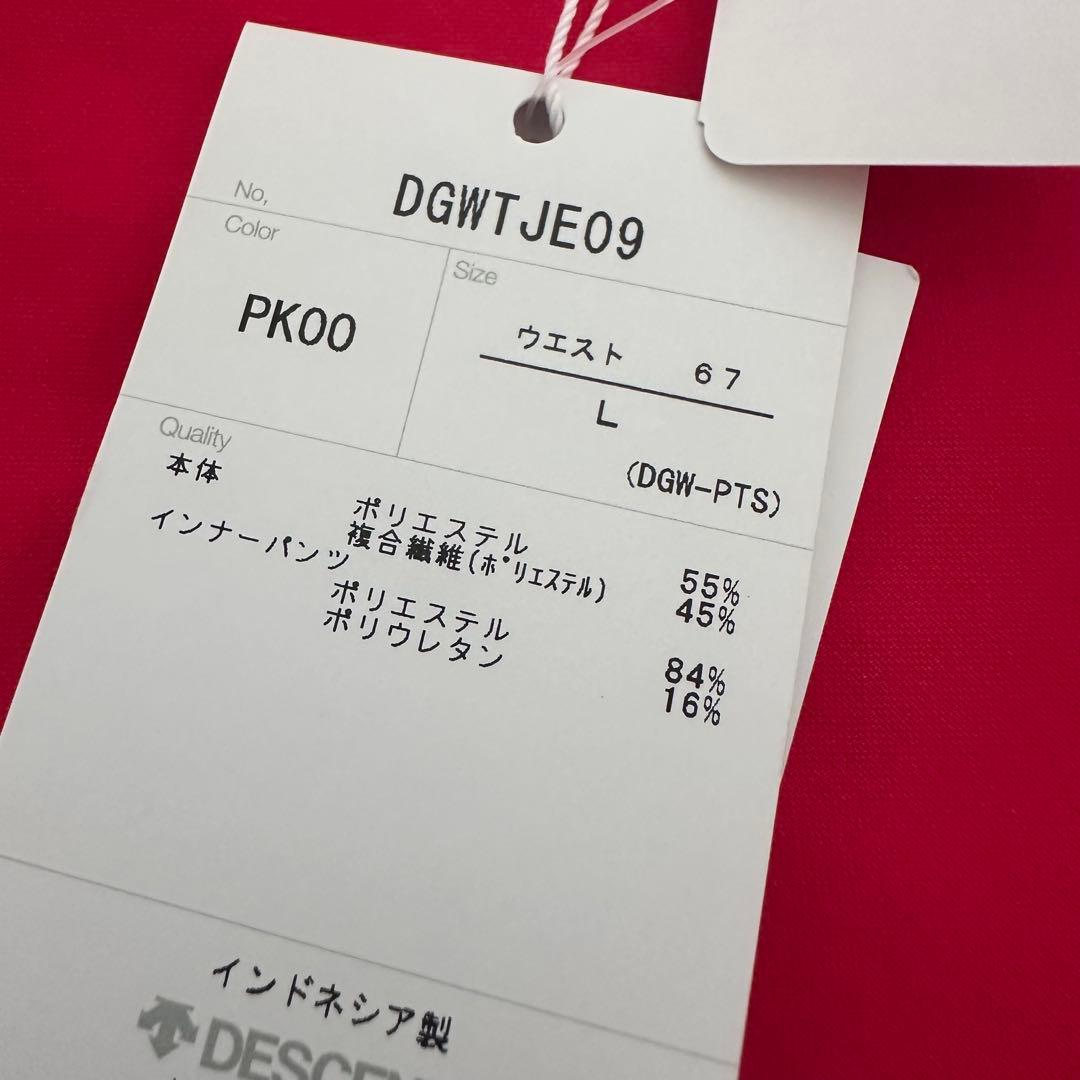 No, DGWTJE09
Color
PK00
Size
ウエスト 67
L
(DGW-PTS)
Quality
本体
ポリエステル 55%
複合繊維(ポリエステル) 45%
インナーパンツ
ポリエステル 84%
ポリウレタン 16%
インドネシア製
DESCEN